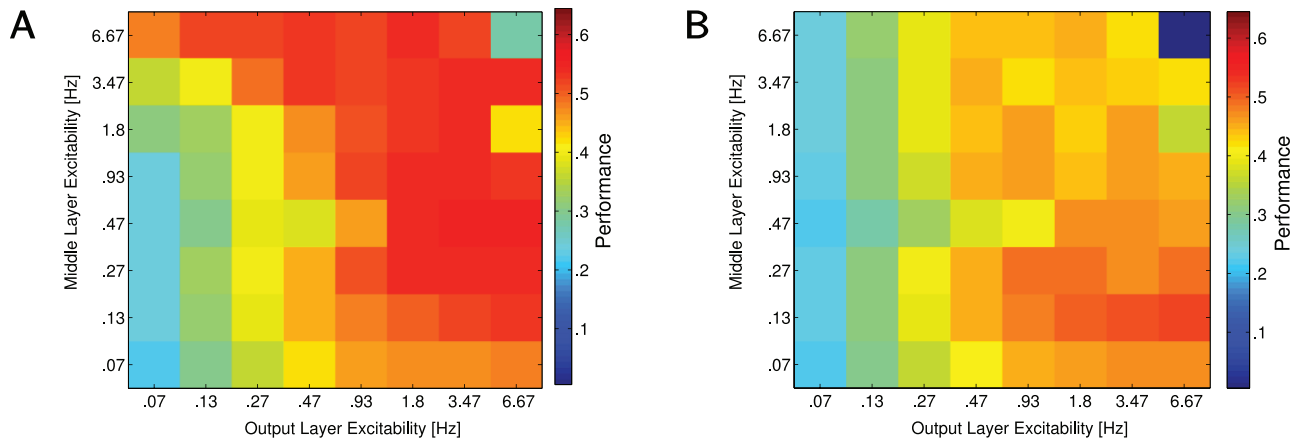 A
Middle Layer Excitability [Hz]
6.67
3.47
1.8
.93
.47
.27
.13
.07
.07 .13 .27 .47 .93 1.8 3.47 6.67
Output Layer Excitability [Hz]
.6
.5
.4
.3
.2
.1
Performance
B
Middle Layer Excitability [Hz]
6.67
3.47
1.8
.93
.47
.27
.13
.07
.07 .13 .27 .47 .93 1.8 3.47 6.67
Output Layer Excitability [Hz]
.6
.5
.4
.3
.2
.1
Performance